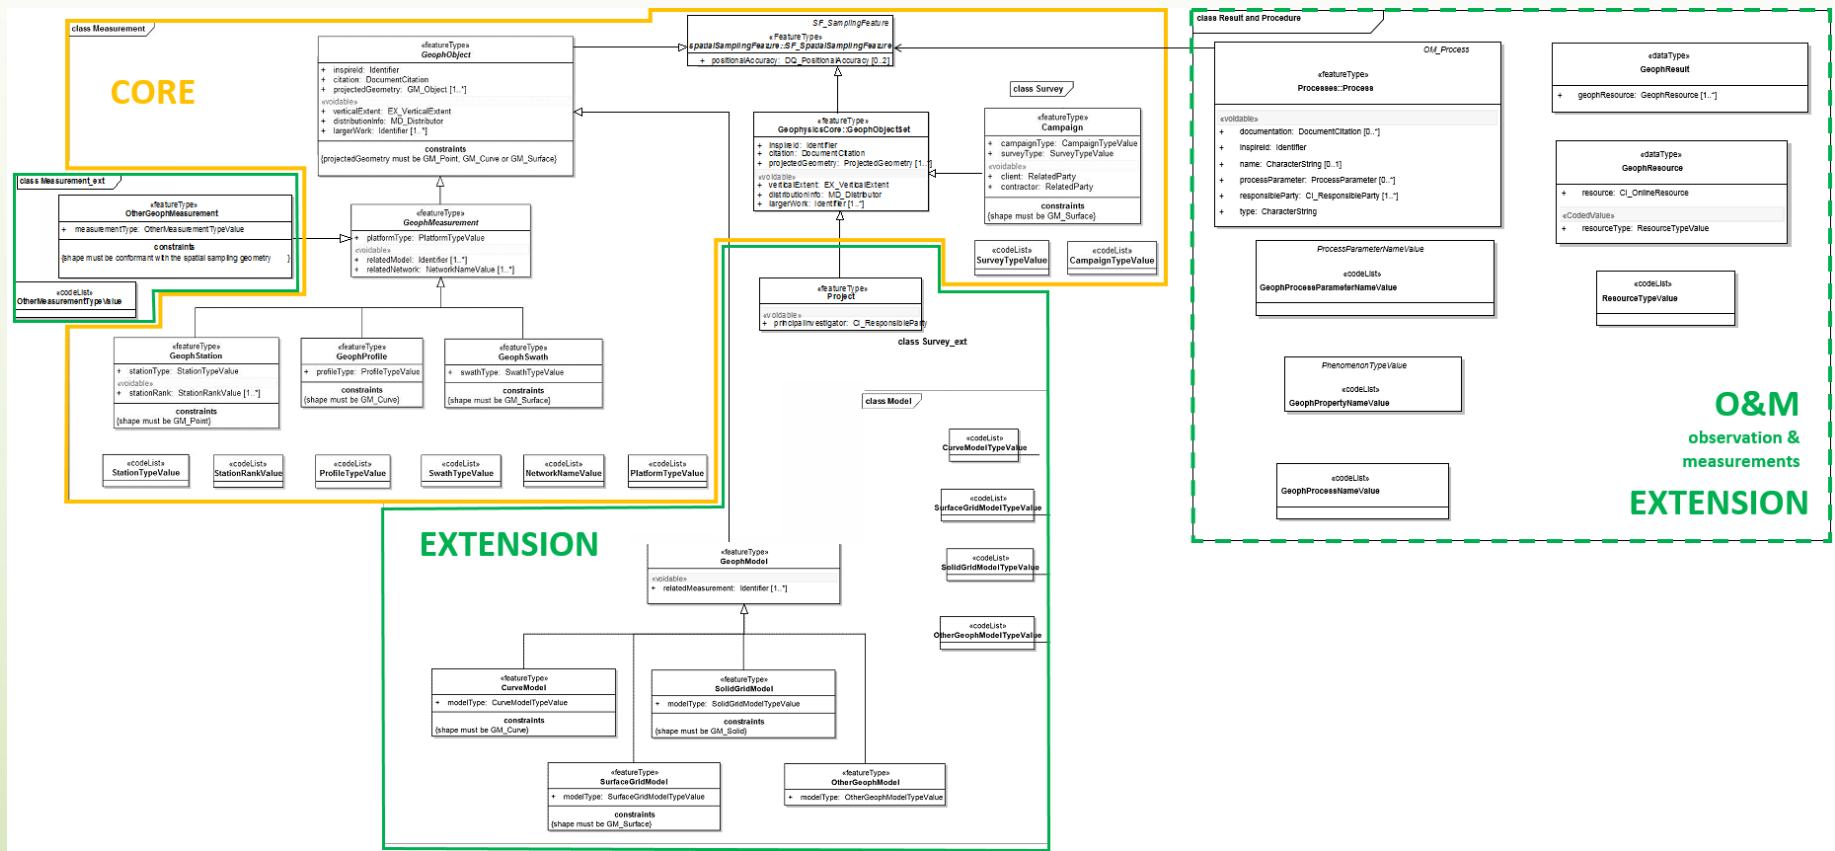 class Measurement
CORE
«featureType»
GeophObject
+ inspireId: Identifier
+ citation: DocumentCitation
+ projectedGeometry: GM_Object [1..*]
«voidable»
+ verticalExtent: EX_VerticalExtent
+ distributionInfo: MD_Distributor
+ largerWork: Identifier [1..*]
constraints
{projectedGeometry must be GM_Point, GM_Curve or GM_Surface}
SF_SamplingFeature
«FeatureType»
spatialSamplingFeature::SF_SpatialSamplingFeature
+ positionalAccuracy: DQ_PositionalAccuracy [0..2]
class Survey
«featureType»
GeophysicsCore::GeophObjectSet
+ inspireId: Identifier
+ citation: DocumentCitation
+ projectedGeometry: ProjectedGeometry [1..*]
«voidable»
+ verticalExtent: EX_VerticalExtent
+ distributionInfo: MD_Distributor
+ largerWork: Identifier [1..*]
«featureType»
Campaign
+ campaignType: CampaignTypeValue
+ surveyType: SurveyTypeValue
«voidable»
+ client: RelatedParty
+ contractor: RelatedParty
constraints
{shape must be GM_Surface}
«codeList»
SurveyTypeValue
«codeList»
CampaignTypeValue
class Measurement_ext
«featureType»
OtherGeophMeasurement
+ measurementType: OtherMeasurementTypeValue
constraints
{shape must be conformant with the spatial sampling geometry }
«codeList»
OtherMeasurementTypeValue
«featureType»
GeophMeasurement
+ platformType: PlatformTypeValue
«voidable»
+ relatedModel: Identifier [1..*]
+ relatedNetwork: NetworkNameValue [1..*]
«featureType»
GeophStation
+ stationType: StationTypeValue
«voidable»
+ stationRank: StationRankValue [1..*]
constraints
{shape must be GM_Point}
«featureType»
GeophProfile
+ profileType: ProfileTypeValue
constraints
{shape must be GM_Curve}
«featureType»
GeophSwath
+ swathType: SwathTypeValue
constraints
{shape must be GM_Surface}
«codeList»
StationTypeValue
«codeList»
StationRankValue
«codeList»
ProfileTypeValue
«codeList»
SwathTypeValue
«codeList»
NetworkNameValue
«codeList»
PlatformTypeValue
«featureType»
Project
«voidable»
+ principalInvestigator: CI_ResponsibleParty
class Survey_ext
class Model
«codeList»
CurveModelTypeValue
«codeList»
SurfaceGridModelTypeValue
«codeList»
SolidGridModelTypeValue
«codeList»
OtherGeophModelTypeValue
EXTENSION
«featureType»
GeophModel
«voidable»
+ relatedMeasurement: Identifier [1..*]
«featureType»
CurveModel
+ modelType: CurveModelTypeValue
constraints
{shape must be GM_Curve}
«featureType»
SolidGridModel
+ modelType: SolidGridModelTypeValue
constraints
{shape must be GM_Solid}
«featureType»
SurfaceGridModel
+ modelType: SurfaceGridModelTypeValue
constraints
{shape must be GM_Surface}
«featureType»
OtherGeophModel
+ modelType: OtherGeophModelTypeValue
class Result and Procedure
OM_Process
«featureType»
Processes::Process
«voidable»
+ documentation: DocumentCitation [0..*]
+ inspireId: Identifier
+ name: CharacterString [0..1]
+ processParameter: ProcessParameter [0..*]
+ responsibleParty: CI_ResponsibleParty [1..*]
+ type: CharacterString
«dataType»
GeophResult
+ geophResource: GeophResource [1..*]
«dataType»
GeophResource
+ resource: CI_OnlineResource
«CodedValue»
+ resourceType: ResourceTypeValue
ProcessParameterNameValue
«codeList»
GeophProcessParameterNameValue
«codeList»
ResourceTypeValue
PhenomenonTypeValue
«codeList»
GeophPropertyNameValue
«codeList»
GeophProcessNameValue
O&M
observation &
measurements
EXTENSION